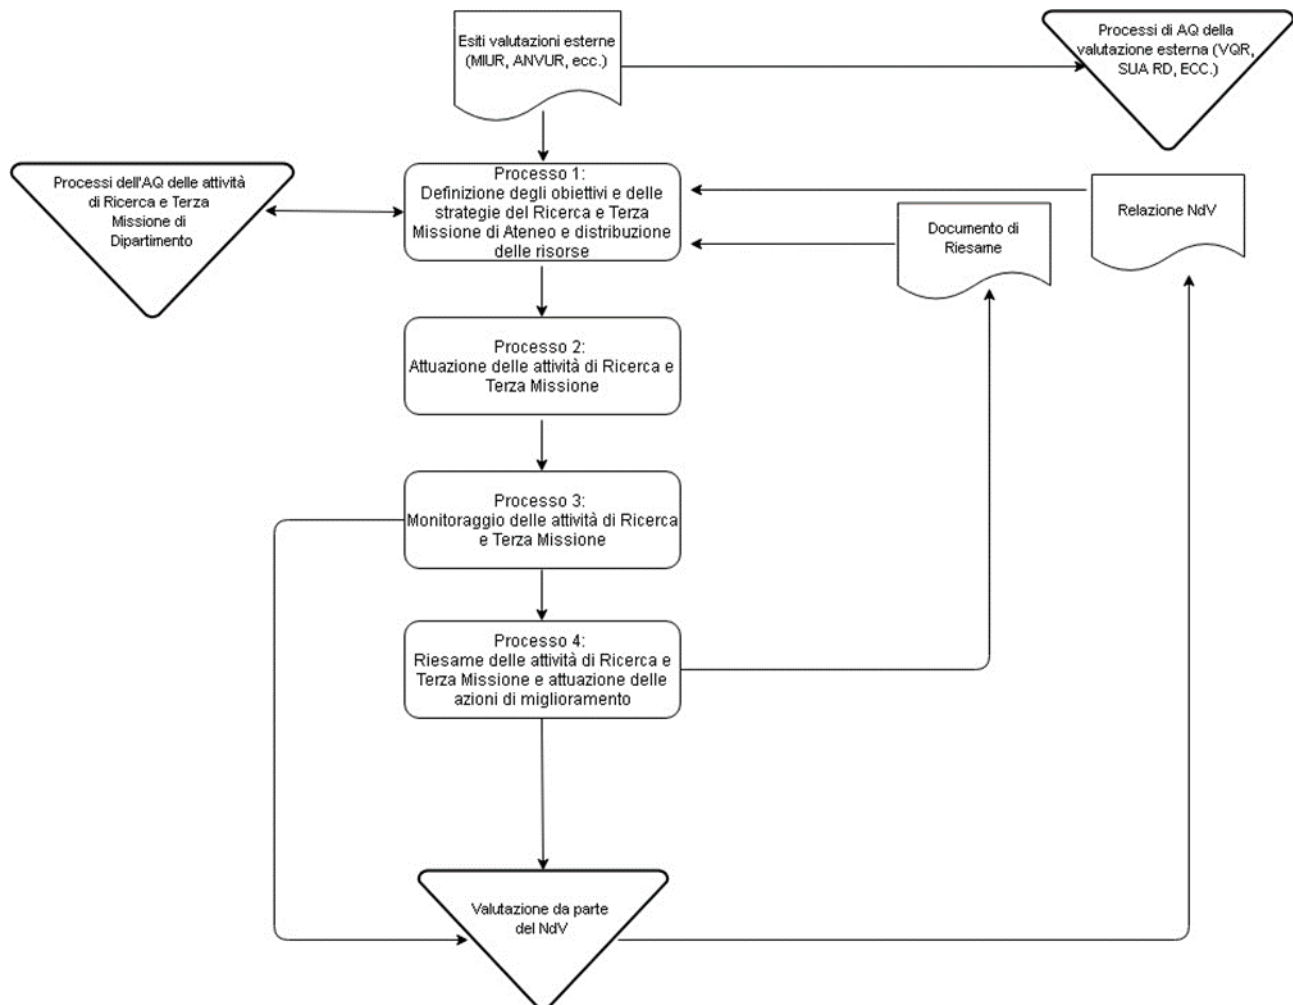 Esiti valutazioni esterne
(MIUR, ANVUR, ecc.)
Processi di AQ della
valutazione esterna (VQR,
SUA RD, ECC.)
Processi dell'AQ delle attività
di Ricerca e Terza
Missione di
Dipartimento
Processo 1:
Definizione degli obiettivi e delle
strategie del Ricerca e Terza
Missione di Ateneo e distribuzione
delle risorse
Documento di
Riesame
Relazione NdV
Processo 2:
Attuazione delle attività di Ricerca e
Terza Missione
Processo 3:
Monitoraggio delle attività di Ricerca
e Terza Missione
Processo 4:
Riesame delle attività di Ricerca e
Terza Missione e attuazione delle
azioni di miglioramento
Valutazione da parte
del NdV